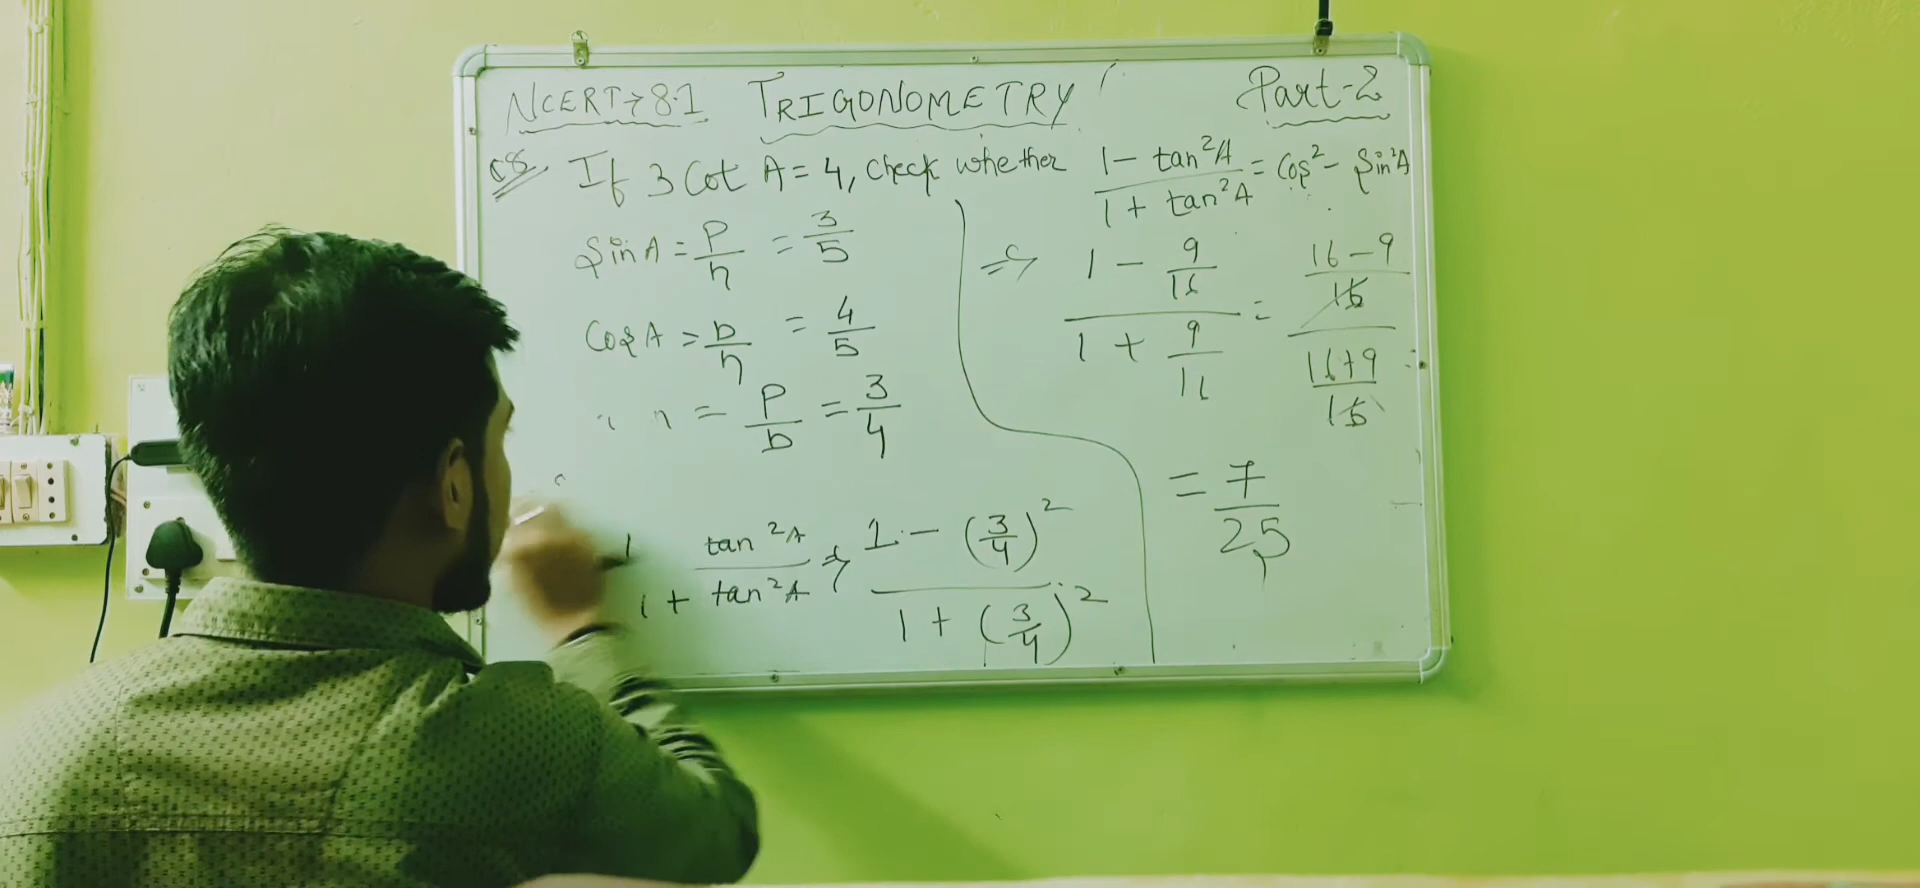 NCERT → 8.1 TRIGONOMETRY Part-2
Q8 If 3 Cot A = 4, Check whether (1 - tan²A)/(1 + tan²A) = Cos² - Sin²A
Sin A = P/h = 3/5
Cos A = b/h = 4/5
= P/b = 3/4
1 tan²A / 1 + tan²A ⇒ (1 - (3/4)²)/(1 + (3/4)²)
⇒ (1 - 9/16)/(1 + 9/16) = ((16 - 9)/16)/((16 + 9)/16) =
= 7/25